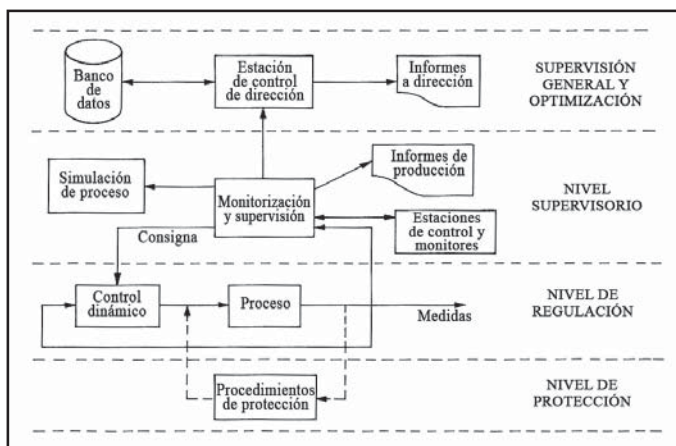 Banco
de
datos
Estación
de control
de dirección
Informes
a dirección
SUPERVISIÓN
GENERAL Y
OPTIMIZACIÓN
Simulación
de proceso
Monitorización
y supervisión
Informes de
producción
Estaciones
de control y
monitores
NIVEL
SUPERVISORIO
Consigna
Control
dinámico
Proceso
Medidas
NIVEL DE
REGULACIÓN
Procedimientos
de protección
NIVEL DE
PROTECCIÓN